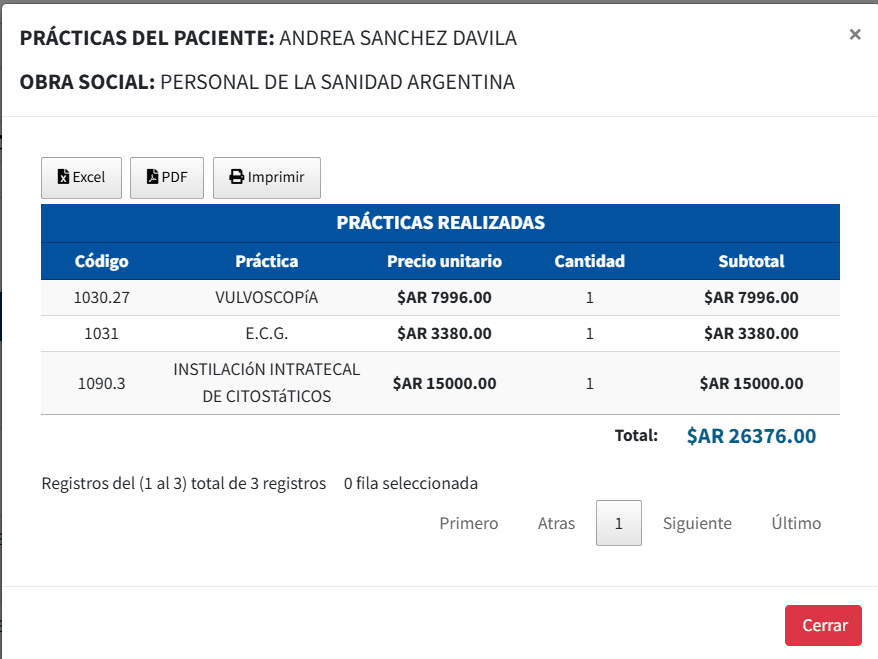 PRÁCTICAS DEL PACIENTE: ANDREA SANCHEZ DAVILA
×
OBRA SOCIAL: PERSONAL DE LA SANIDAD ARGENTINA
Excel PDF Imprimir
PRÁCTICAS REALIZADAS
Código Práctica Precio unitario Cantidad Subtotal
1030.27 VULVOSCOPíA $AR 7996.00 1 $AR 7996.00
1031 E.C.G. $AR 3380.00 1 $AR 3380.00
1090.3 INSTILACIóN INTRATECAL DE CITOSTáTICOS $AR 15000.00 1 $AR 15000.00
Total: $AR 26376.00
Registros del (1 al 3) total de 3 registros 0 fila seleccionada
Primero Atras 1 Siguiente Último
Cerrar